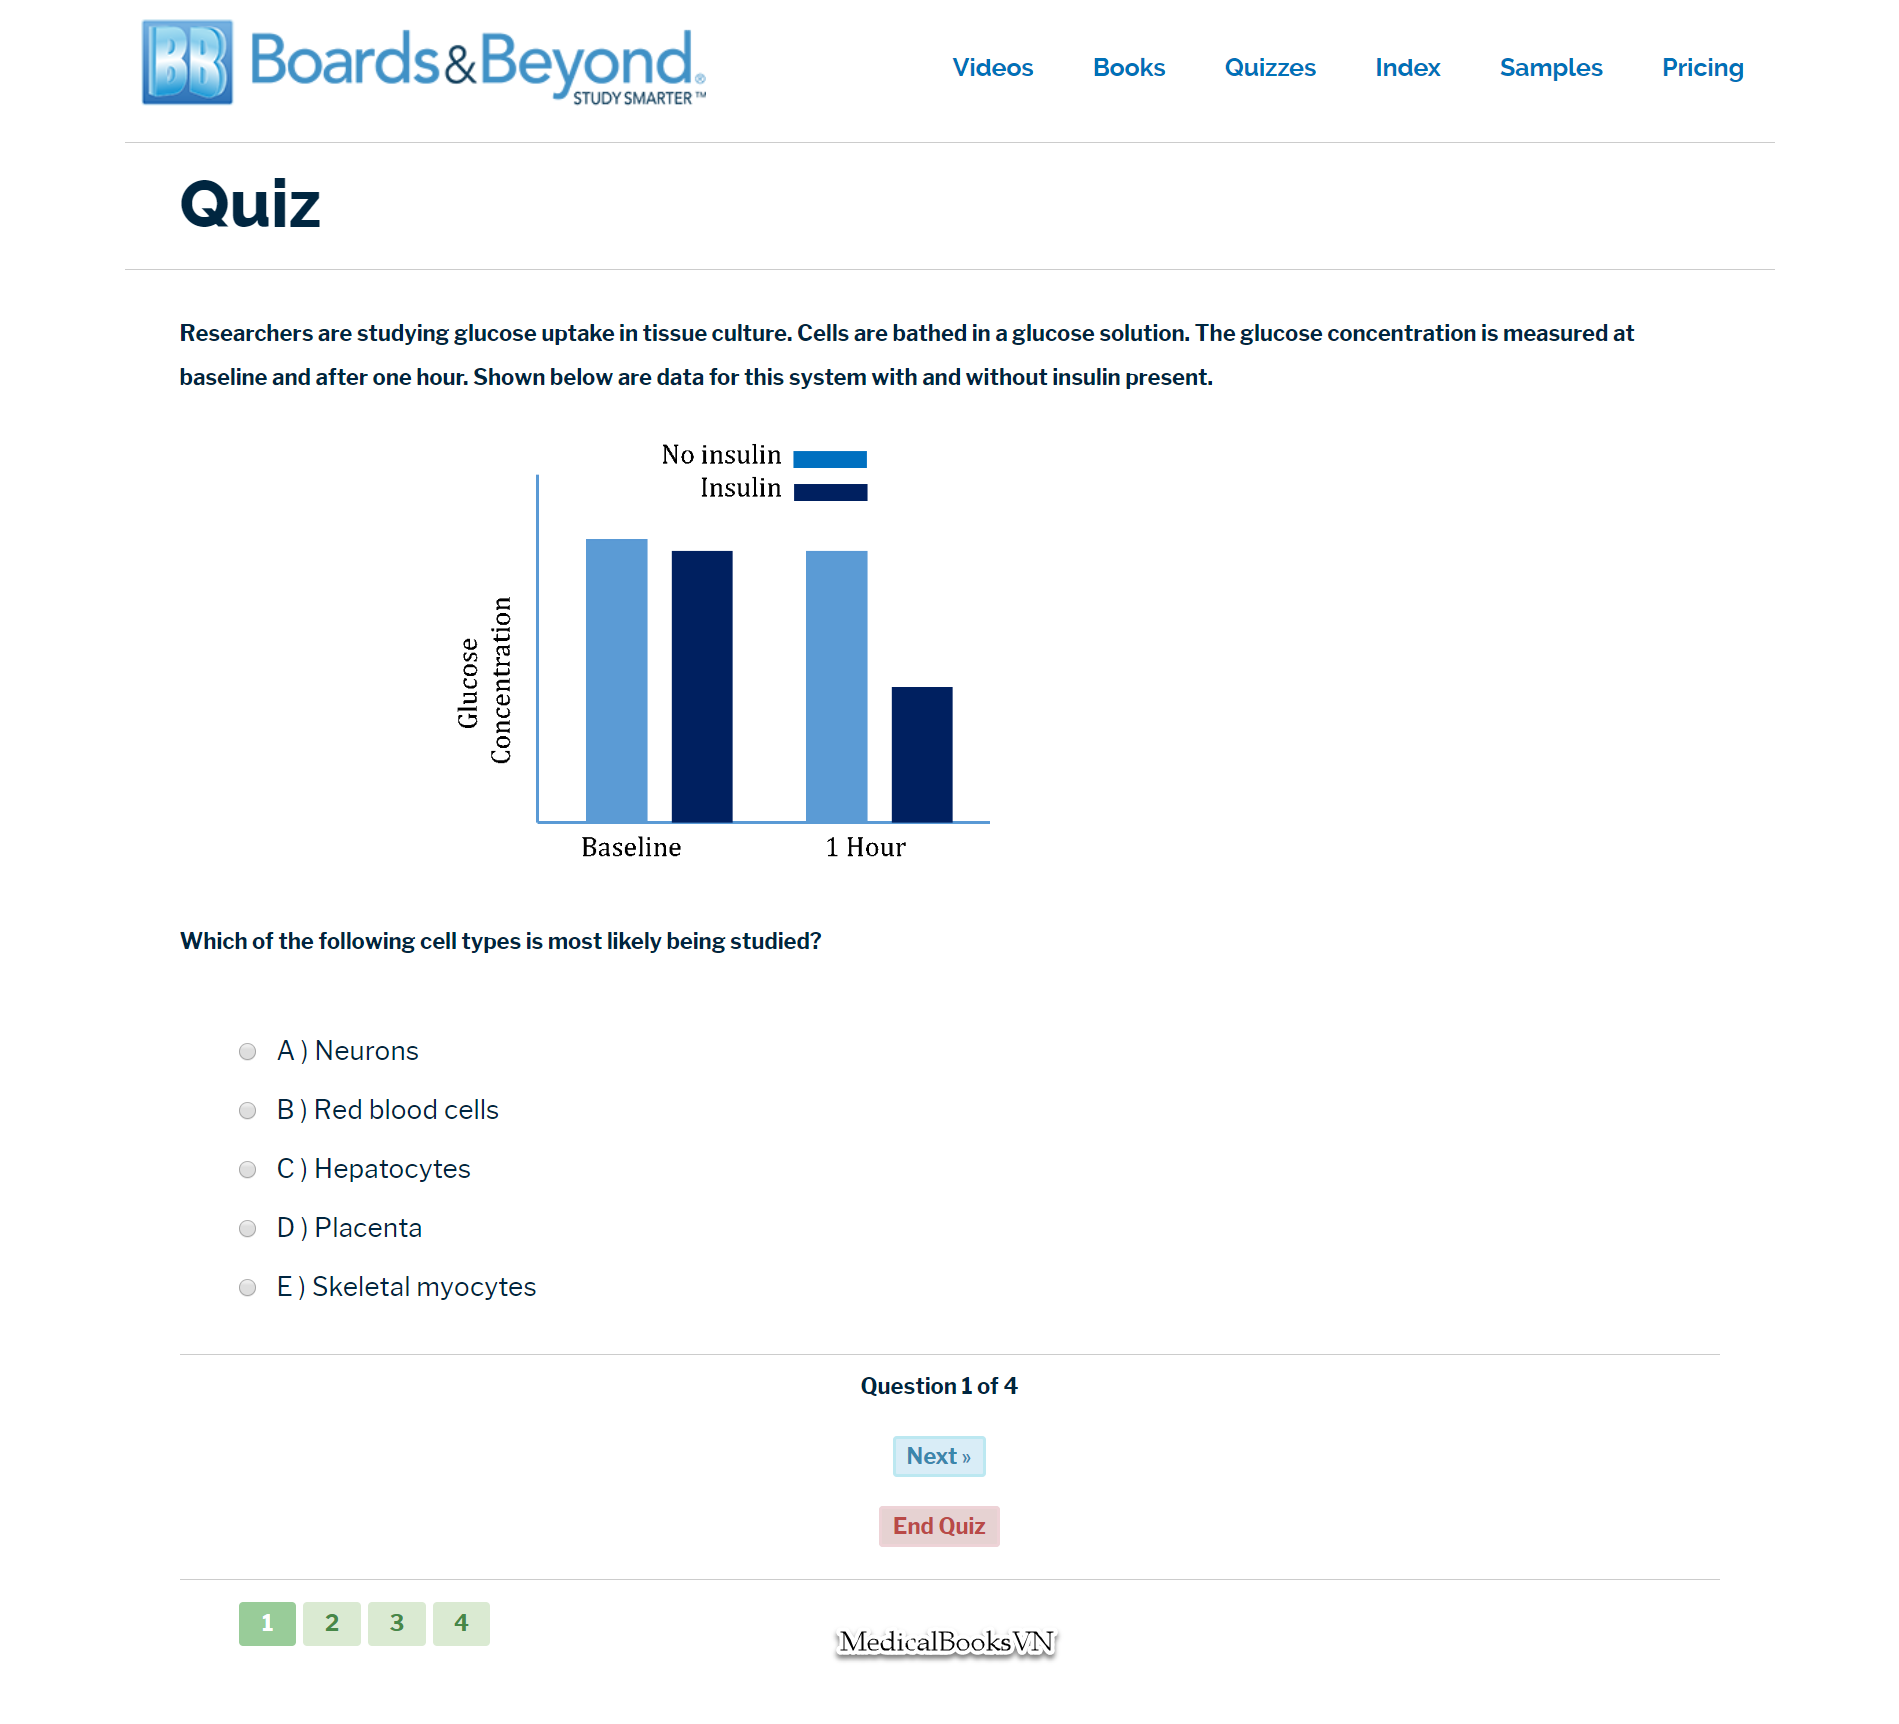 BB Boards&Beyond®
STUDY SMARTER™
Videos Books Quizzes Index Samples Pricing
Quiz
Researchers are studying glucose uptake in tissue culture. Cells are bathed in a glucose solution. The glucose concentration is measured at
baseline and after one hour. Shown below are data for this system with and without insulin present.
No insulin
Insulin
Glucose
Concentration
Baseline
1 Hour
Which of the following cell types is most likely being studied?
A ) Neurons
B ) Red blood cells
C ) Hepatocytes
D ) Placenta
E ) Skeletal myocytes
Question 1 of 4
Next »
End Quiz
1 2 3 4
MedicalBooksVN